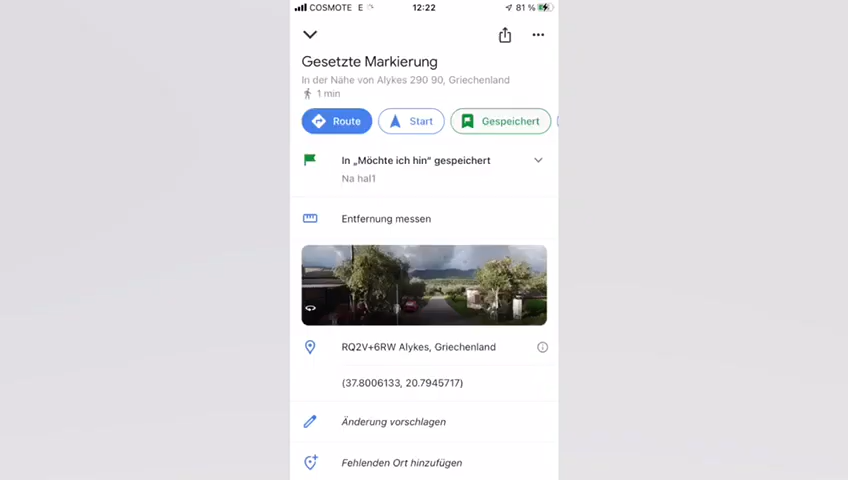 COSMOTE E 12:22 81 %
Gesetzte Markierung
In der Nähe von Alykes 290 90, Griechenland
1 min
Route Start Gespeichert
In „Möchte ich hin“ gespeichert
Na hal1
Entfernung messen
RQ2V+6RW Alykes, Griechenland
(37.8006133, 20.7945717)
Änderung vorschlagen
Fehlenden Ort hinzufügen